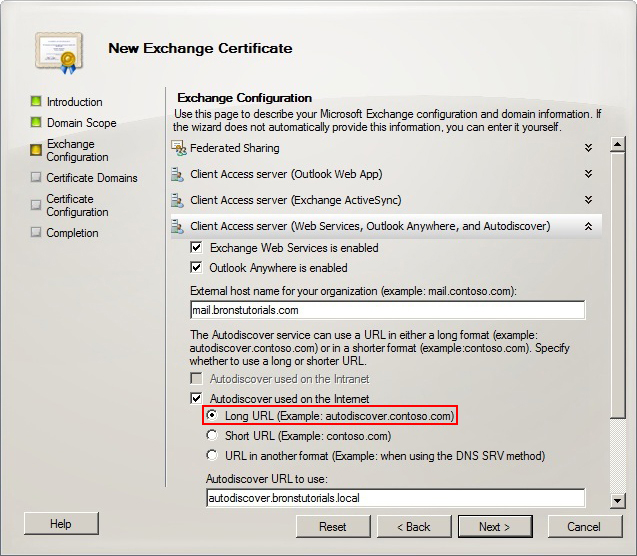 New Exchange Certificate
Introduction
Domain Scope
Exchange
Configuration
Certificate Domains
Certificate
Configuration
Completion
Exchange Configuration
Use this page to describe your Microsoft Exchange configuration and domain information. If
the wizard does not automatically provide this information, you can enter it yourself.
Federated Sharing
Client Access server (Outlook Web App)
Client Access server (Exchange ActiveSync)
Client Access server (Web Services, Outlook Anywhere, and Autodiscover)
Exchange Web Services is enabled
Outlook Anywhere is enabled
External host name for your organization (example: mail.contoso.com):
mail.bronstutorials.com
The Autodiscover service can use a URL in either a long format (example:
autodiscover.contoso.com) or in a shorter format (example:contoso.com). Specify
whether to use a long or shorter URL.
Autodiscover used on the Intranet
Autodiscover used on the Internet
Long URL (Example: autodiscover.contoso.com)
Short URL (Example: contoso.com)
URL in another format (Example: when using the DNS SRV method)
Autodiscover URL to use:
autodiscover.bronstutorials.local
Help
Reset
< Back
Next >
Cancel